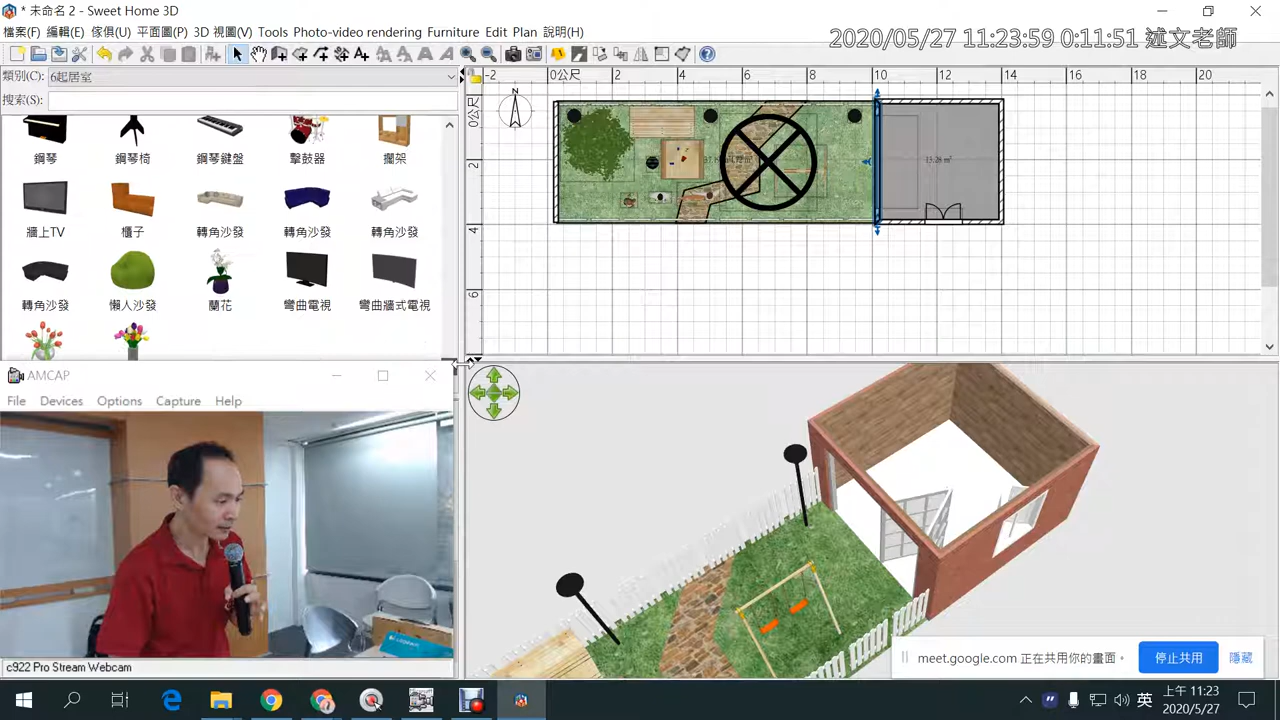 * 未命名 2 - Sweet Home 3D
檔案(F) 編輯(E) 傢俱(U) 平面圖(P) 3D 視圖(V) Tools Photo-video rendering Furniture Edit Plan 說明(H)
2020/05/27 11:23:59 0:11:51 述文老師
類別(C): 6起居室
搜索(S):
鋼琴 鋼琴椅 鋼琴鍵盤 擊鼓器 擱架
牆上TV 櫃子 轉角沙發 轉角沙發 轉角沙發
轉角沙發 懶人沙發 蘭花 彎曲電視 彎曲牆式電視
-2 0公尺 2 4 6 8 10 12 14 16 18 20
0公尺
2
4
6
N
13.28 m²
AMCAP
File Devices Options Capture Help
c922 Pro Stream Webcam
meet.google.com 正在共用你的畫面。 停止共用 隱藏
英
上午 11:23
2020/5/27